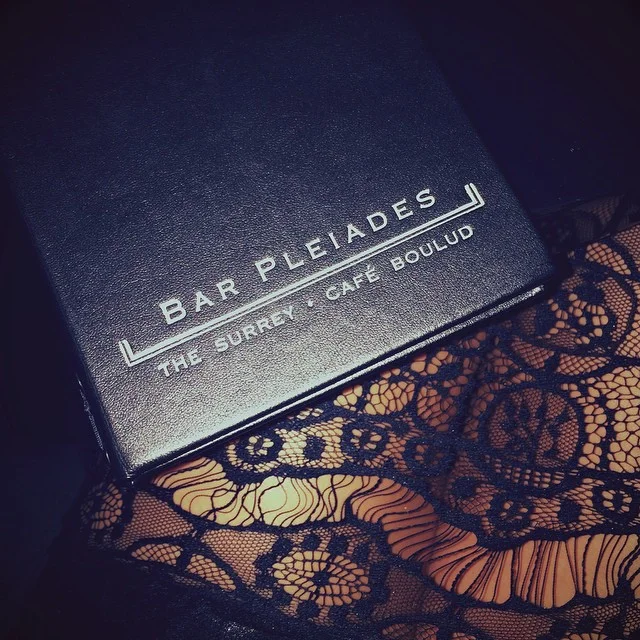 BAR PLEIADES
THE SURREY • CAFÉ BOULUD